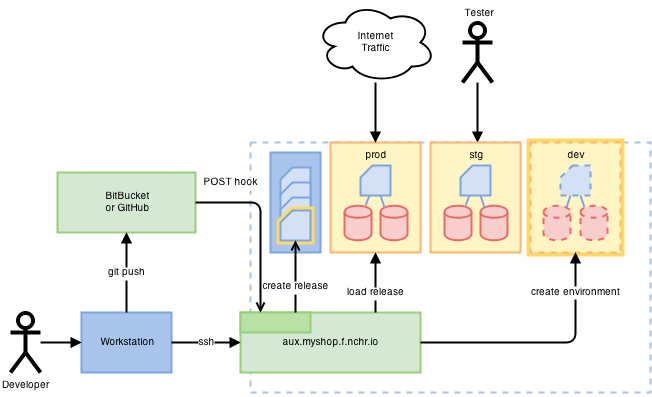 Tester
Internet
Traffic
prod
stg
dev
POST hook
BitBucket
or GitHub
git push
create release
load release
create environment
Workstation
ssh
aux.myshop.f.nchr.io
Developer